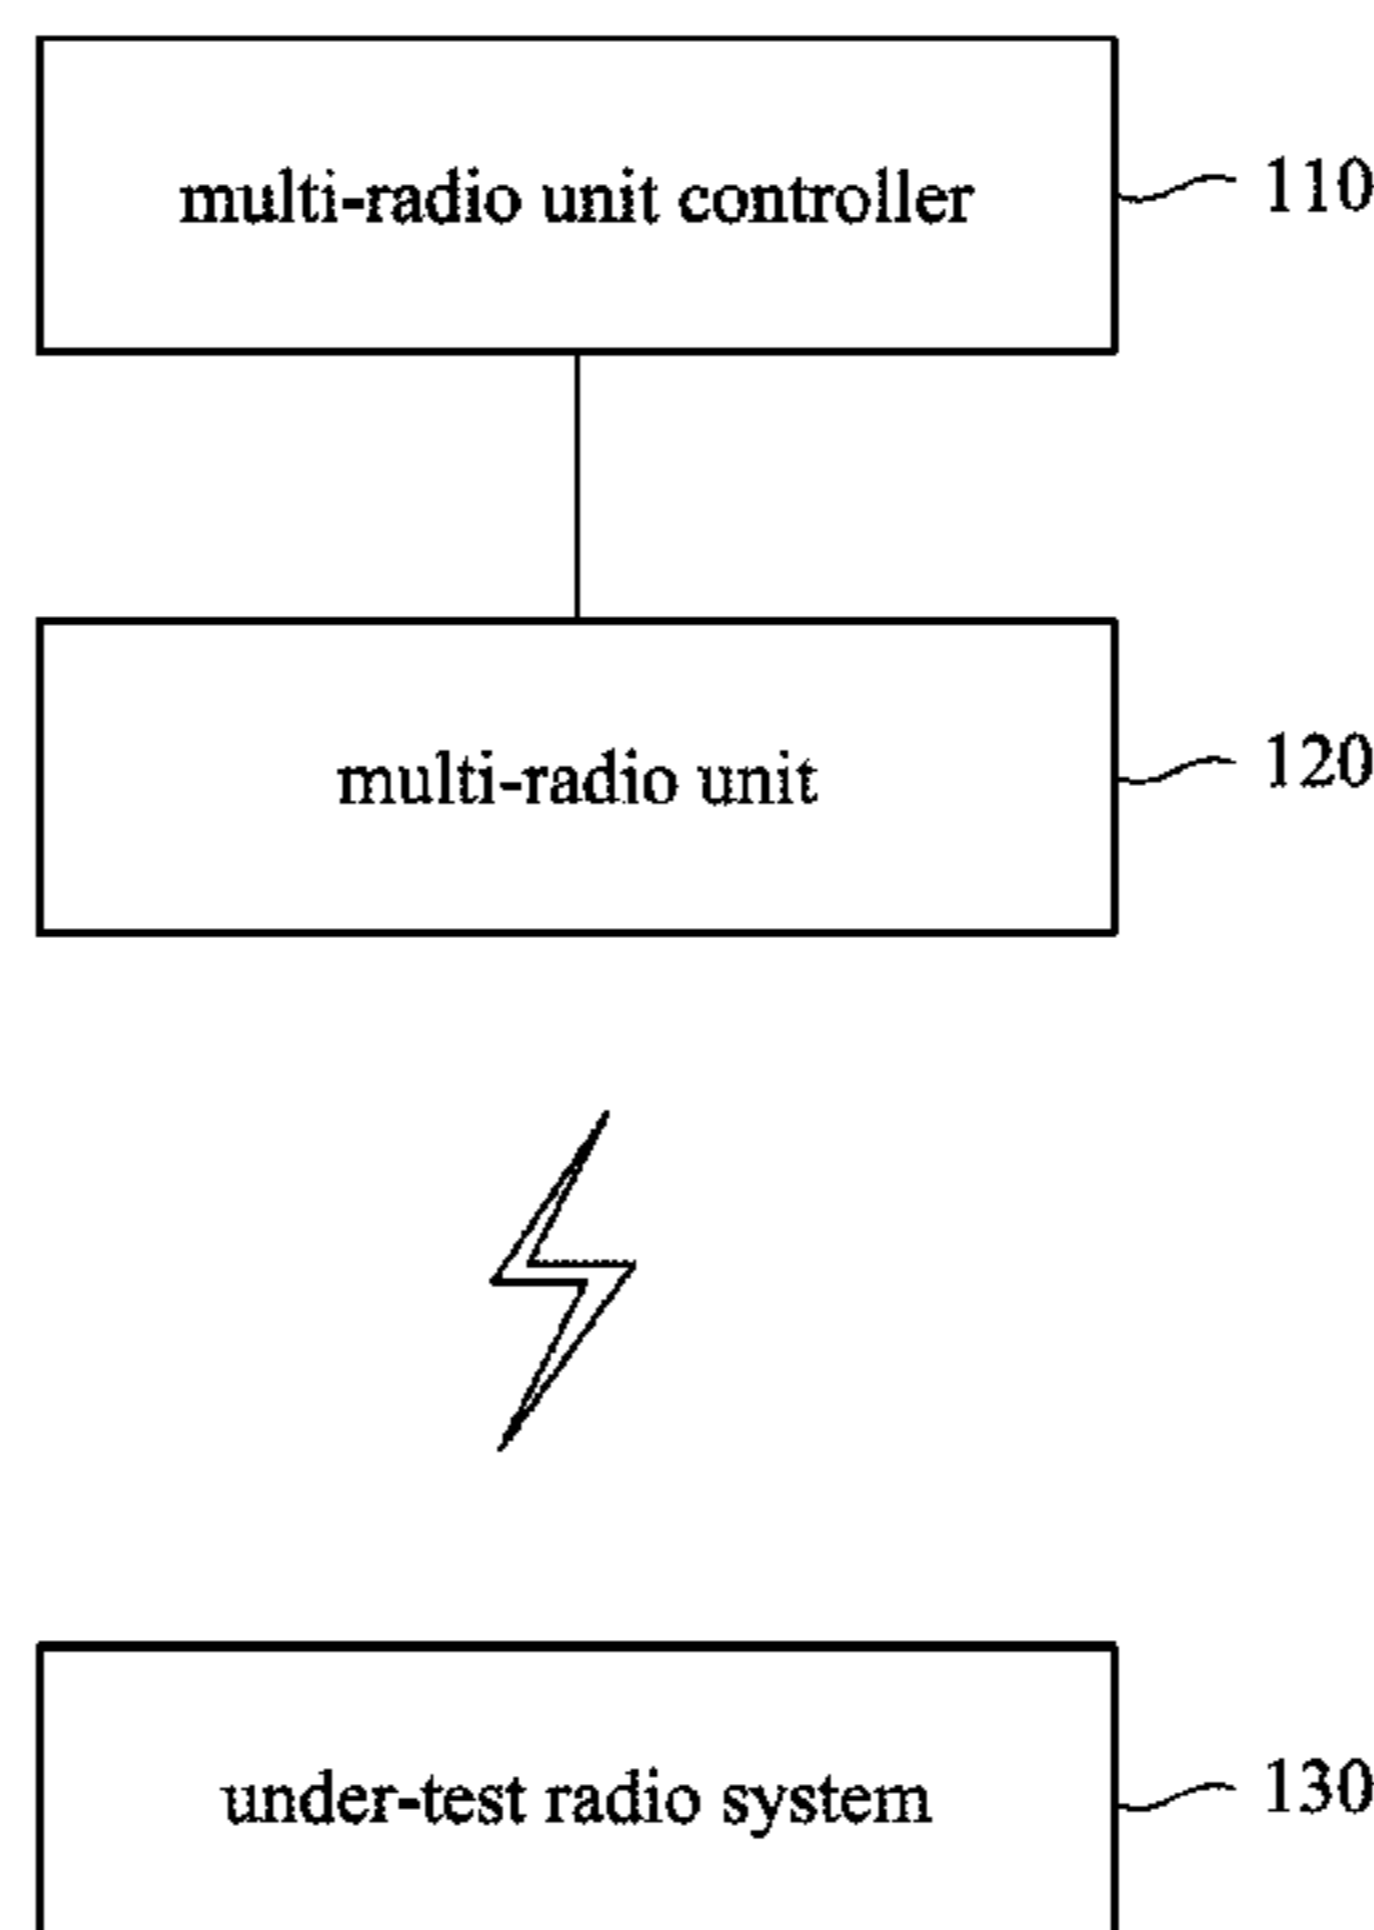 multi-radio unit controller
110
multi-radio unit
120
under-test radio system
130